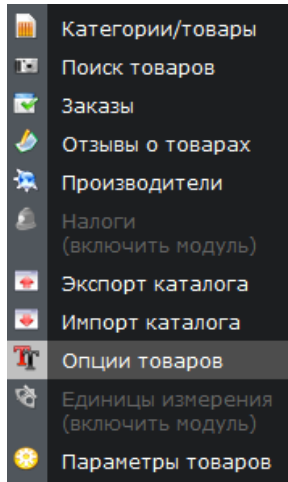 Категории/товары
Поиск товаров
Заказы
Отзывы о товарах
Производители
Налоги
(включить модуль)
Экспорт каталога
Импорт каталога
Опции товаров
Единицы измерения
(включить модуль)
Параметры товаров